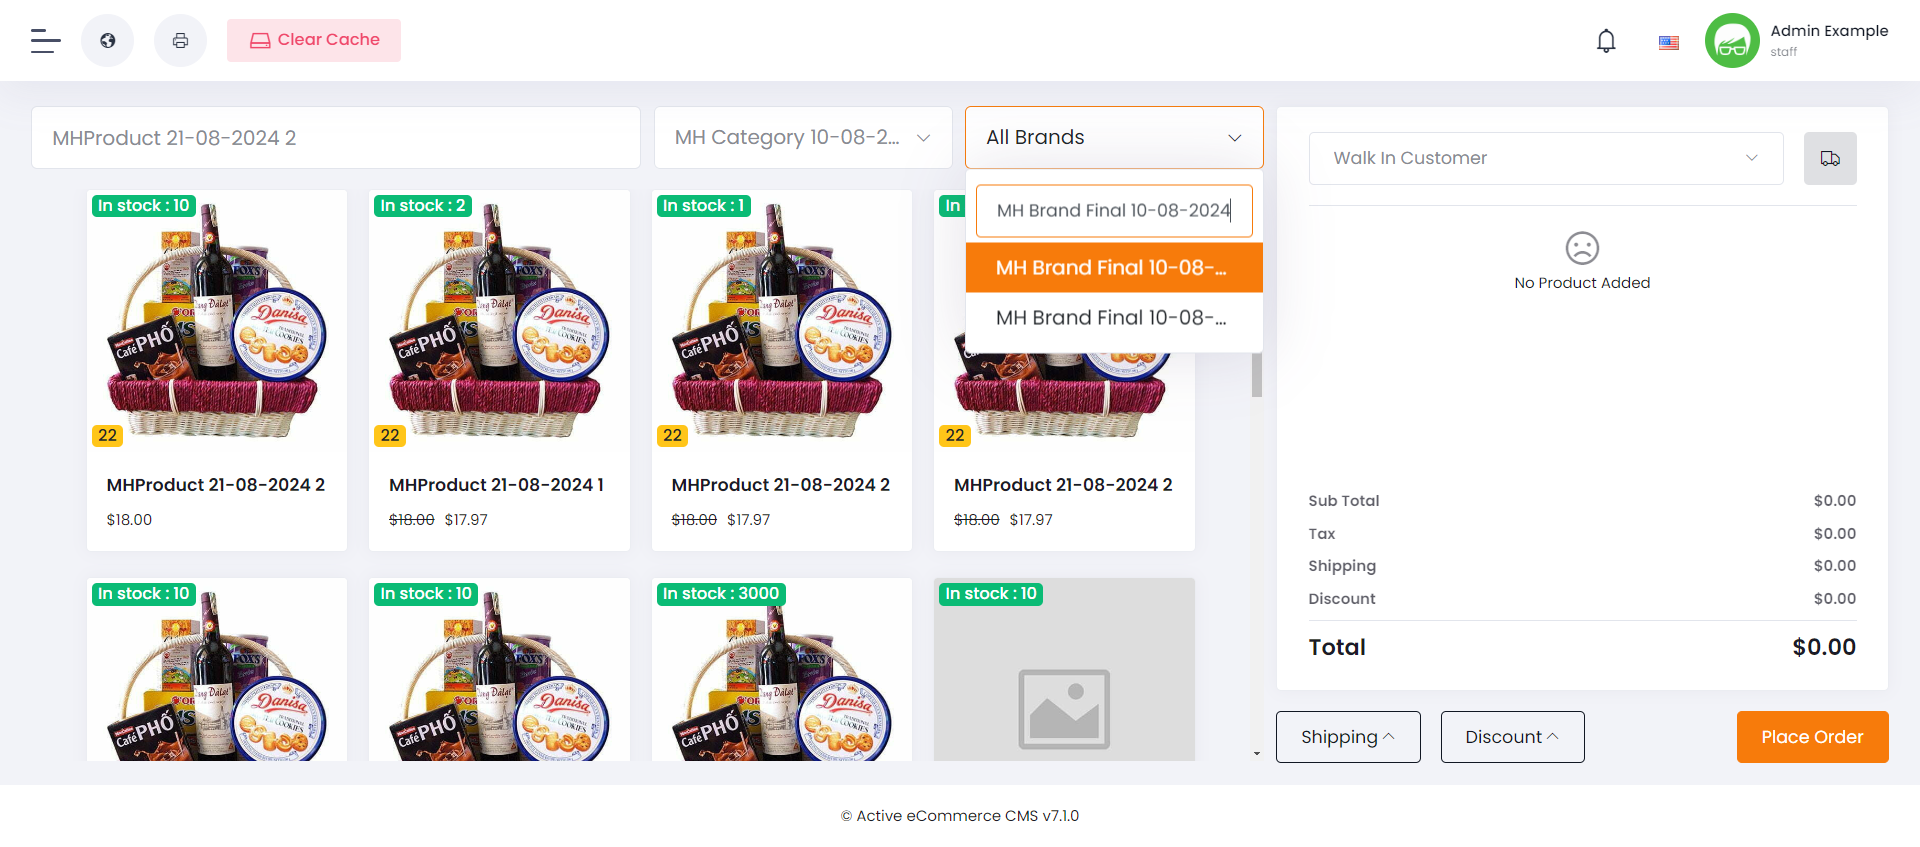 Clear Cache
Admin Example
staff
MHProduct 21-08-2024 2
MH Category 10-08-2...
All Brands
MH Brand Final 10-08-2024
MH Brand Final 10-08-...
MH Brand Final 10-08-...
Walk In Customer
No Product Added
In stock : 10
22
MHProduct 21-08-2024 2
$18.00
In stock : 2
22
MHProduct 21-08-2024 1
$18.00 $17.97
In stock : 1
22
MHProduct 21-08-2024 2
$18.00 $17.97
In
22
MHProduct 21-08-2024 2
$18.00 $17.97
In stock : 10
In stock : 10
In stock : 3000
In stock : 10
Danisa
Café PHỐ
Sub Total $0.00
Tax $0.00
Shipping $0.00
Discount $0.00
Total $0.00
Shipping
Discount
Place Order
© Active eCommerce CMS v7.1.0